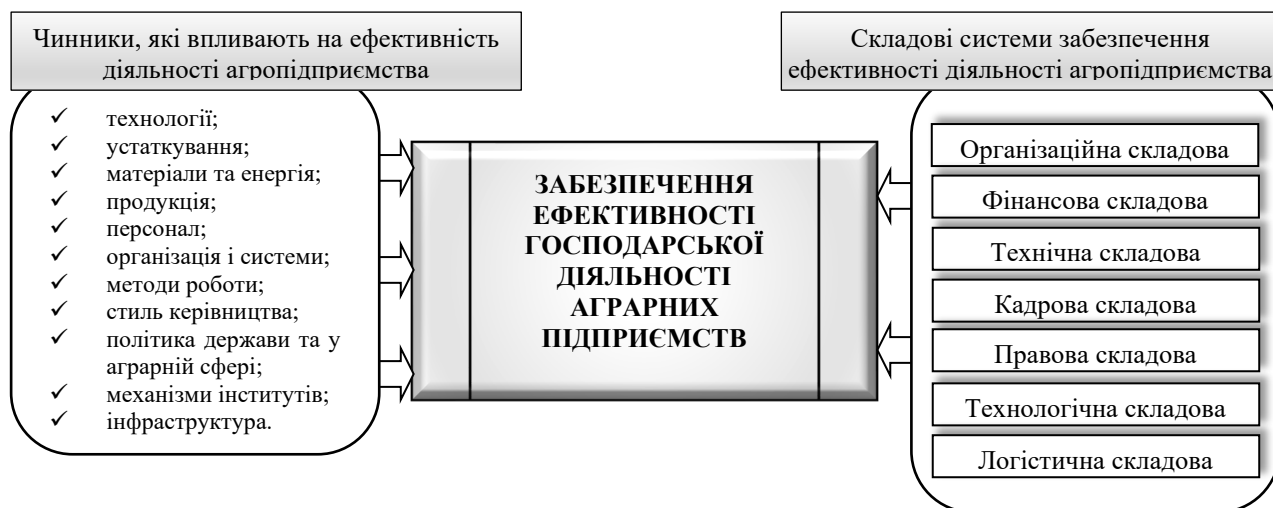 Чинники, які впливають на ефективність
діяльності агропідприємства
✓ технології;
✓ устаткування;
✓ матеріали та енергія;
✓ продукція;
✓ персонал;
✓ організація і системи;
✓ методи роботи;
✓ стиль керівництва;
✓ політика держави та у
аграрній сфері;
✓ механізми інститутів;
✓ інфраструктура.
ЗАБЕЗПЕЧЕННЯ
ЕФЕКТИВНОСТІ
ГОСПОДАРСЬКОЇ
ДІЯЛЬНОСТІ
АГРАРНИХ
ПІДПРИЄМСТВ
Складові системи забезпечення
ефективності діяльності агропідприємства
Організаційна складова
Фінансова складова
Технічна складова
Кадрова складова
Правова складова
Технологічна складова
Логістична складова